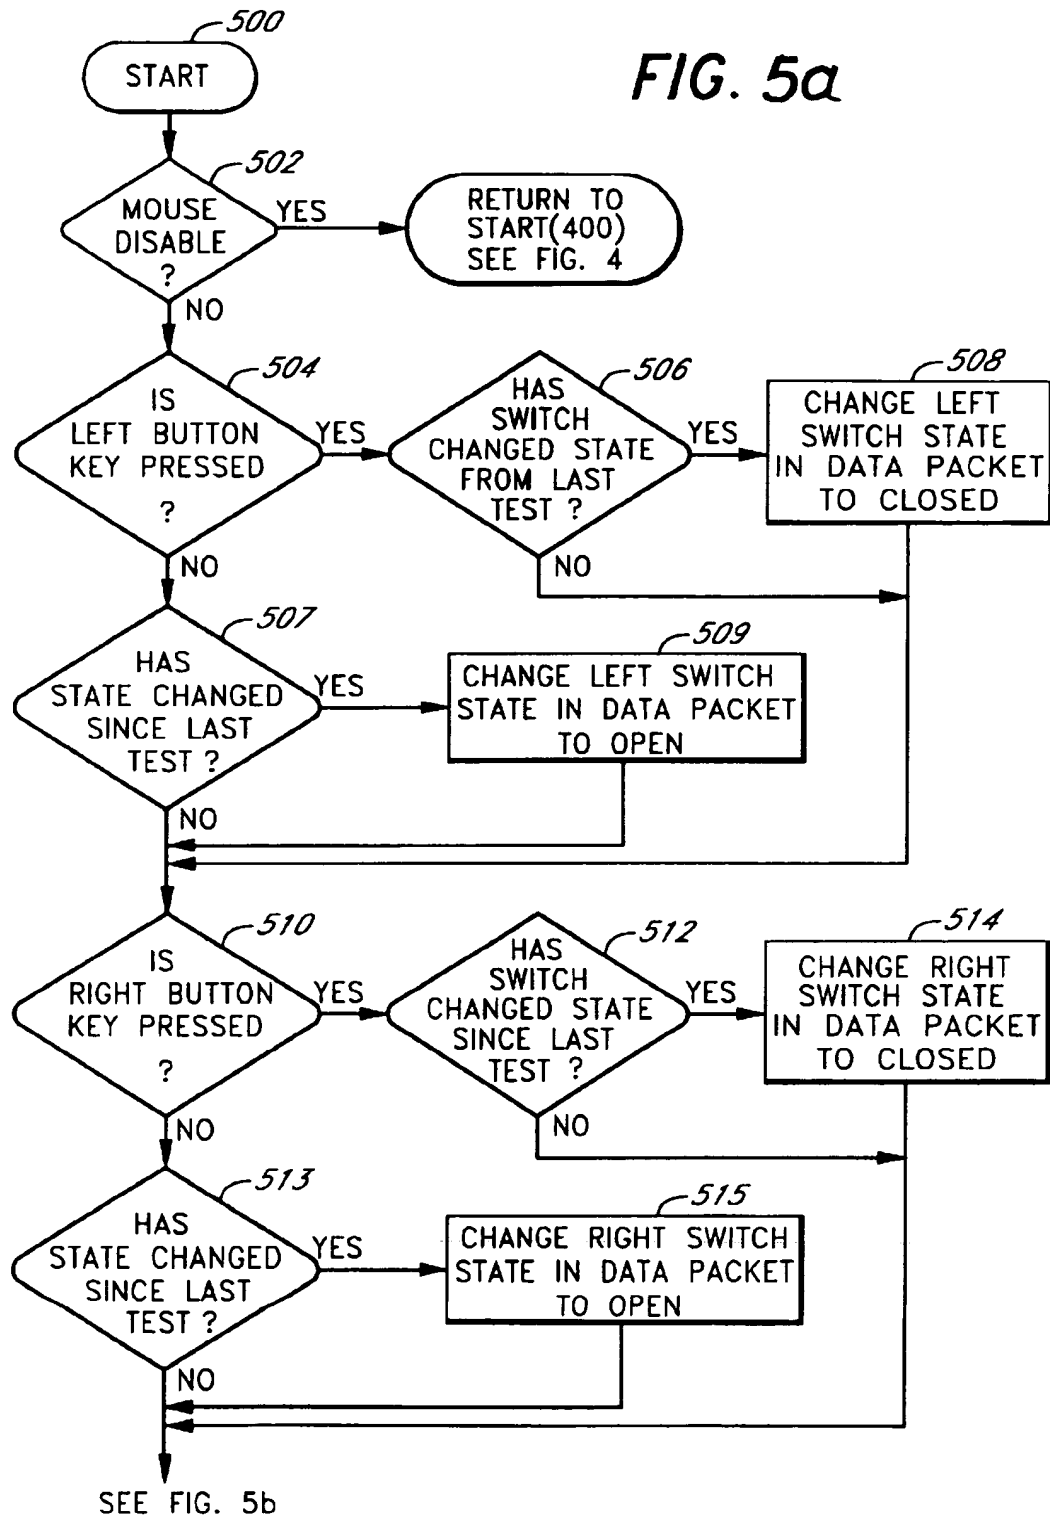 500
START
FIG. 5a
502
MOUSE
DISABLE
?
YES
RETURN TO
START(400)
SEE FIG. 4
NO
504
IS
LEFT BUTTON
KEY PRESSED
?
YES
506
HAS
SWITCH
CHANGED STATE
FROM LAST
TEST ?
YES
508
CHANGE LEFT
SWITCH STATE
IN DATA PACKET
TO CLOSED
NO
NO
507
HAS
STATE CHANGED
SINCE LAST
TEST ?
YES
509
CHANGE LEFT SWITCH
STATE IN DATA PACKET
TO OPEN
NO
510
IS
RIGHT BUTTON
KEY PRESSED
?
YES
512
HAS
SWITCH
CHANGED STATE
SINCE LAST
TEST ?
YES
514
CHANGE RIGHT
SWITCH STATE
IN DATA PACKET
TO CLOSED
NO
NO
513
HAS
STATE CHANGED
SINCE LAST
TEST ?
YES
515
CHANGE RIGHT SWITCH
STATE IN DATA PACKET
TO OPEN
NO
SEE FIG. 5b